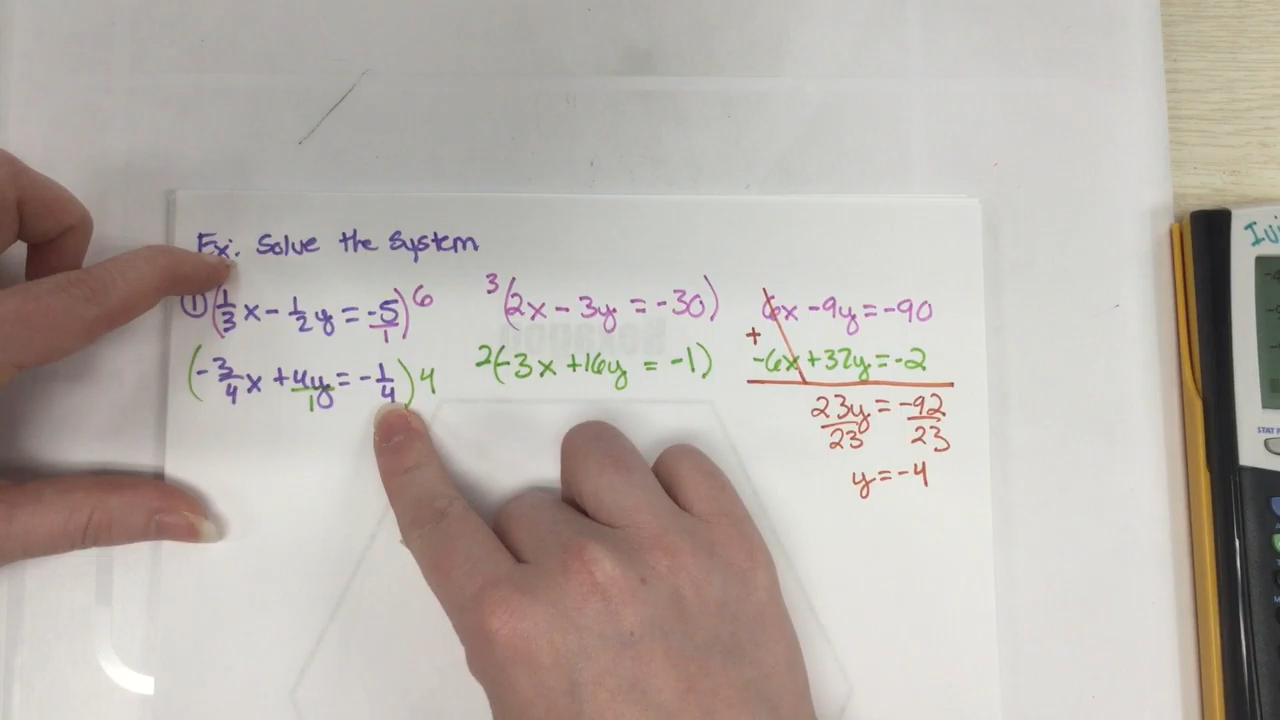 Ex: Solve the System
① (1/3 x - 1/2 y = -5/1) 6
(-3/4 x + 4y/1 = -1/4) 4
3(2x - 3y = -30)
2(-3x + 16y = -1)
6x - 9y = -90
+ -6x + 32y = -2
23y/23 = -92/23
y = -4
STAT P